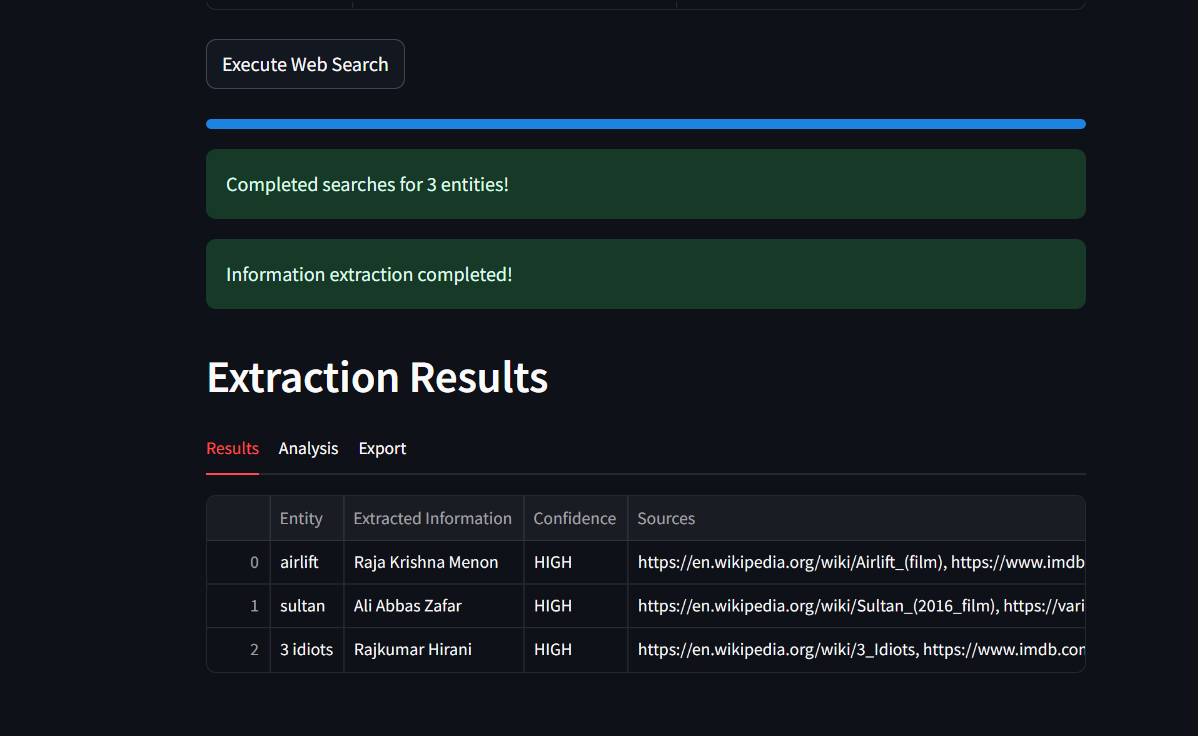 Execute Web Search
Completed searches for 3 entities!
Information extraction completed!
Extraction Results
Results Analysis Export
Entity Extracted Information Confidence Sources
0 airlift Raja Krishna Menon HIGH https://en.wikipedia.org/wiki/Airlift_(film), https://www.imdb
1 sultan Ali Abbas Zafar HIGH https://en.wikipedia.org/wiki/Sultan_(2016_film), https://vari
2 3 idiots Rajkumar Hirani HIGH https://en.wikipedia.org/wiki/3_Idiots, https://www.imdb.con